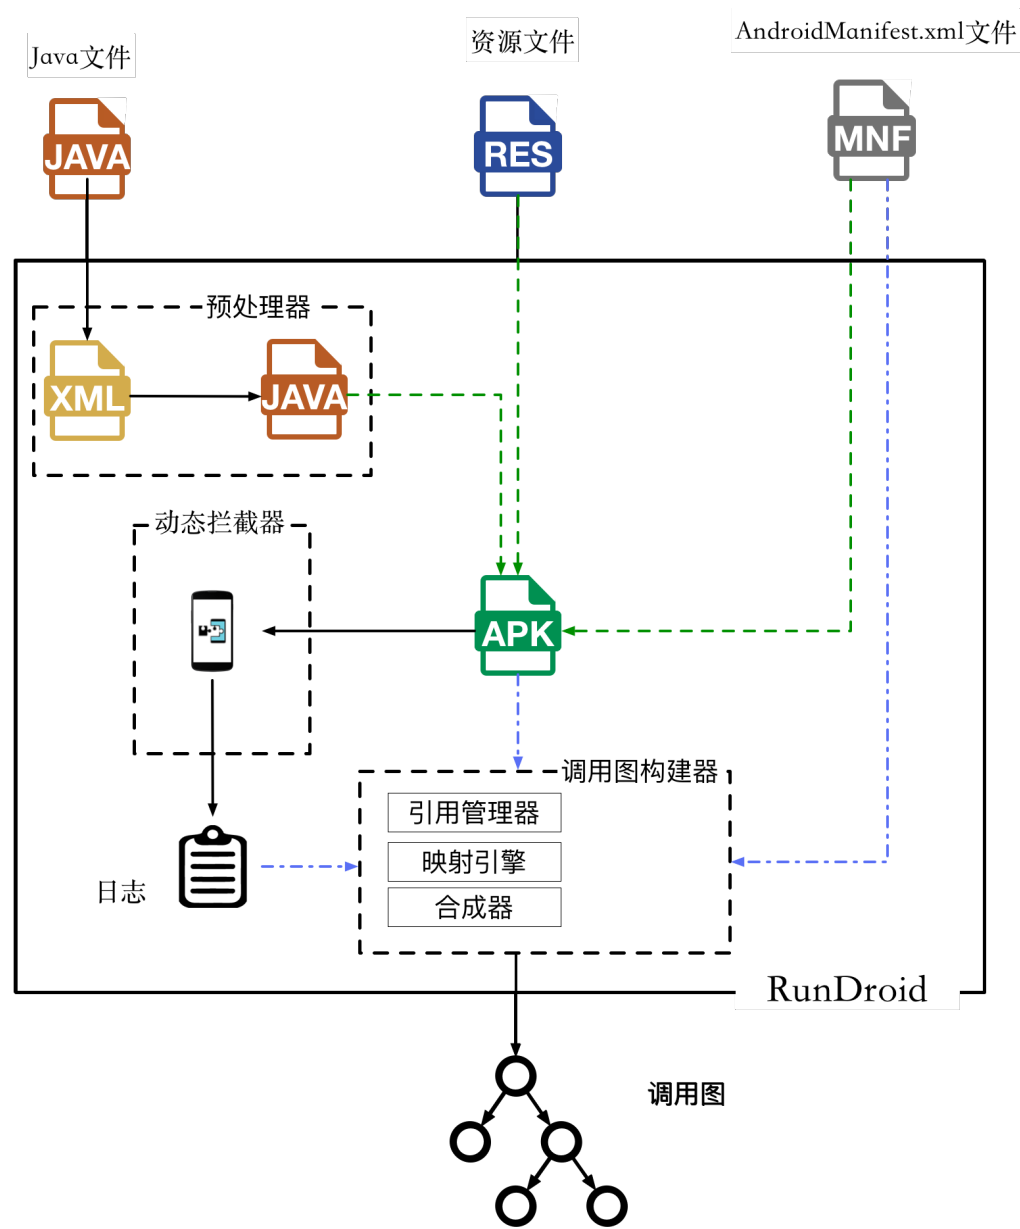 Java文件
资源文件
AndroidManifest.xml文件
JAVA
RES
MNF
预处理器
XML
JAVA
动态拦截器
APK
调用图构建器
引用管理器
映射引擎
合成器
日志
RunDroid
调用图